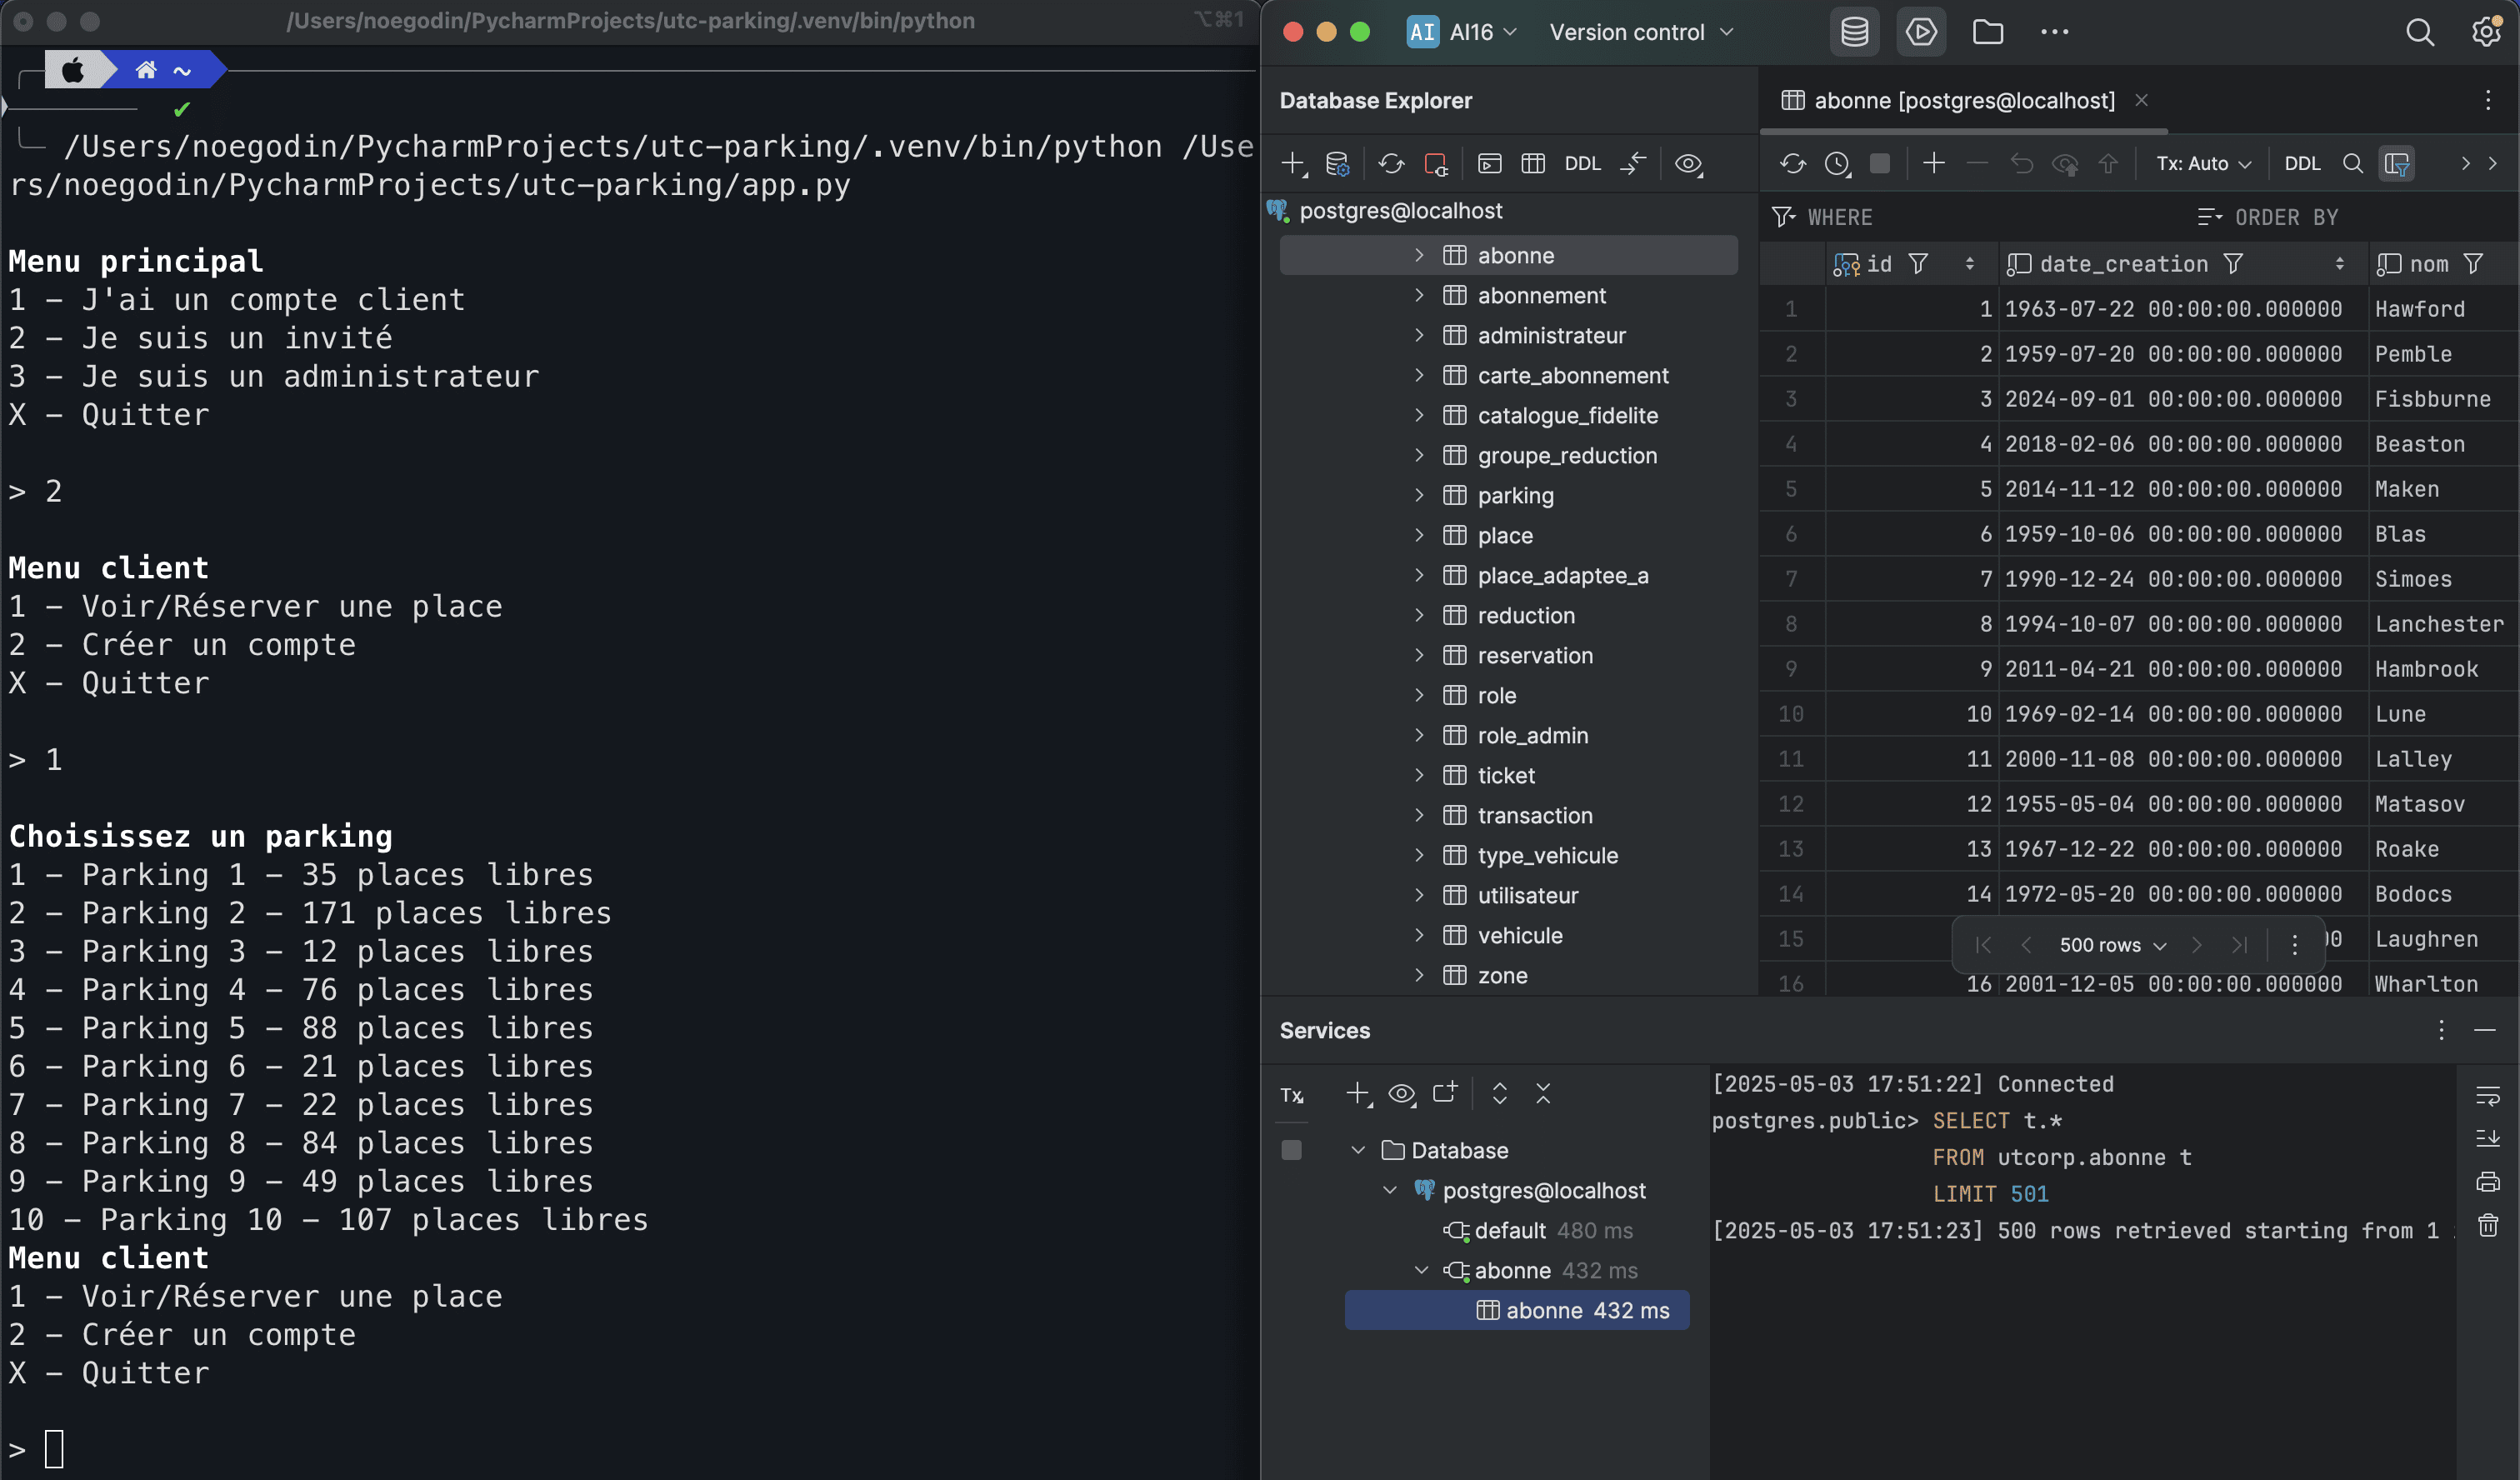 /Users/noegodin/PycharmProjects/utc-parking/.venv/bin/python
⌥⌘1
~
✔
/Users/noegodin/PycharmProjects/utc-parking/.venv/bin/python /Use
rs/noegodin/PycharmProjects/utc-parking/app.py
Menu principal
1 – J'ai un compte client
2 – Je suis un invité
3 – Je suis un administrateur
X – Quitter
> 2
Menu client
1 – Voir/Réserver une place
2 – Créer un compte
X – Quitter
> 1
Choisissez un parking
1 – Parking 1 – 35 places libres
2 – Parking 2 – 171 places libres
3 – Parking 3 – 12 places libres
4 – Parking 4 – 76 places libres
5 – Parking 5 – 88 places libres
6 – Parking 6 – 21 places libres
7 – Parking 7 – 22 places libres
8 – Parking 8 – 84 places libres
9 – Parking 9 – 49 places libres
10 – Parking 10 – 107 places libres
Menu client
1 – Voir/Réserver une place
2 – Créer un compte
X – Quitter
>
AI AI16 Version control
Database Explorer
DDL
postgres@localhost
abonne
abonnement
administrateur
carte_abonnement
catalogue_fidelite
groupe_reduction
parking
place
place_adaptee_a
reduction
reservation
role
role_admin
ticket
transaction
type_vehicule
utilisateur
vehicule
zone
abonne [postgres@localhost]
Tx: Auto DDL
WHERE ORDER BY
id date_creation nom
1 1 1963-07-22 00:00:00.000000 Hawford
2 2 1959-07-20 00:00:00.000000 Pemble
3 3 2024-09-01 00:00:00.000000 Fisbburne
4 4 2018-02-06 00:00:00.000000 Beaston
5 5 2014-11-12 00:00:00.000000 Maken
6 6 1959-10-06 00:00:00.000000 Blas
7 7 1990-12-24 00:00:00.000000 Simoes
8 8 1994-10-07 00:00:00.000000 Lanchester
9 9 2011-04-21 00:00:00.000000 Hambrook
10 10 1969-02-14 00:00:00.000000 Lune
11 11 2000-11-08 00:00:00.000000 Lalley
12 12 1955-05-04 00:00:00.000000 Matasov
13 13 1967-12-22 00:00:00.000000 Roake
14 14 1972-05-20 00:00:00.000000 Bodocs
15 Laughren
500 rows
16 16 2001-12-05 00:00:00.000000 Wharlton
Services
Tx
Database
postgres@localhost
default 480 ms
abonne 432 ms
abonne 432 ms
[2025-05-03 17:51:22] Connected
postgres.public> SELECT t.*
FROM utcorp.abonne t
LIMIT 501
[2025-05-03 17:51:23] 500 rows retrieved starting from 1